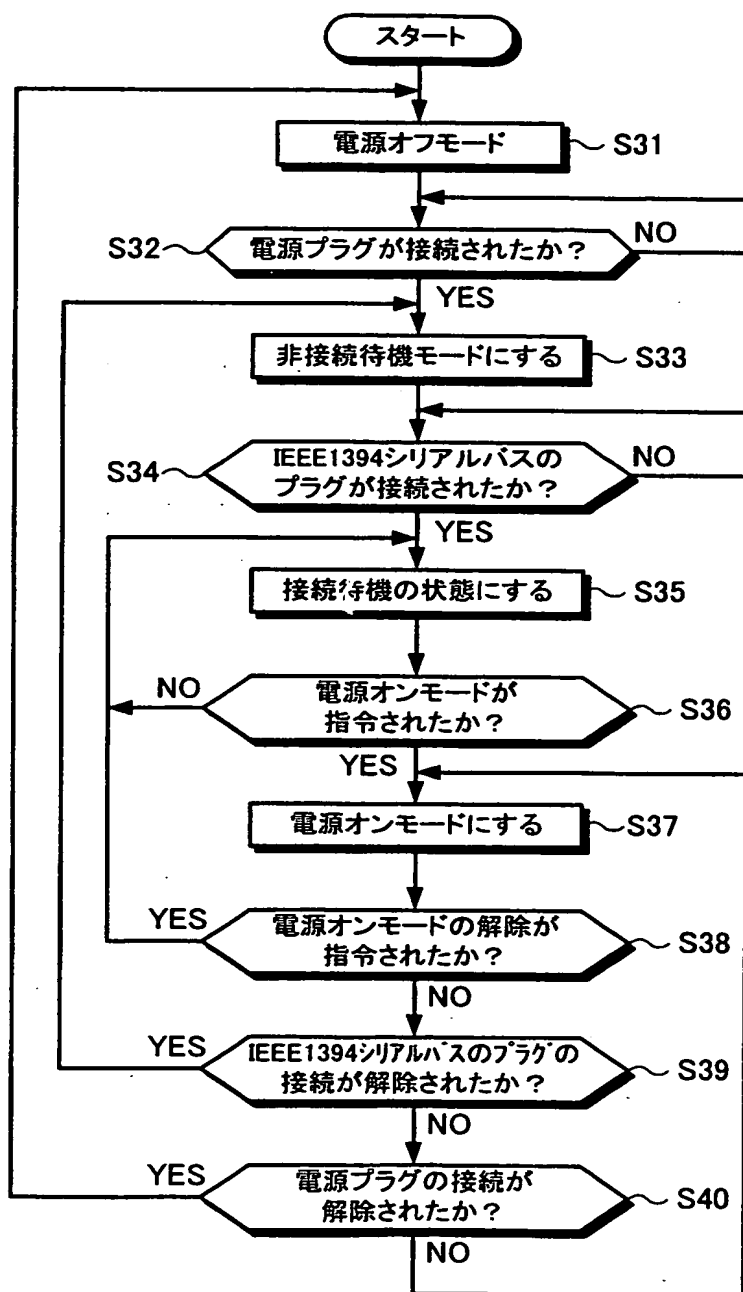 スタート
電源オフモード
S31
S32
電源プラグが接続されたか？
NO
YES
非接続待機モードにする
S33
S34
IEEE1394シリアルバスの
プラグが接続されたか？
NO
YES
接続待機の状態にする
S35
NO
電源オンモードが
指令されたか？
S36
YES
電源オンモードにする
S37
YES
電源オンモードの解除が
指令されたか？
S38
NO
YES
IEEE1394シリアルバスのプラグの
接続が解除されたか？
S39
NO
YES
電源プラグの接続が
解除されたか？
S40
NO